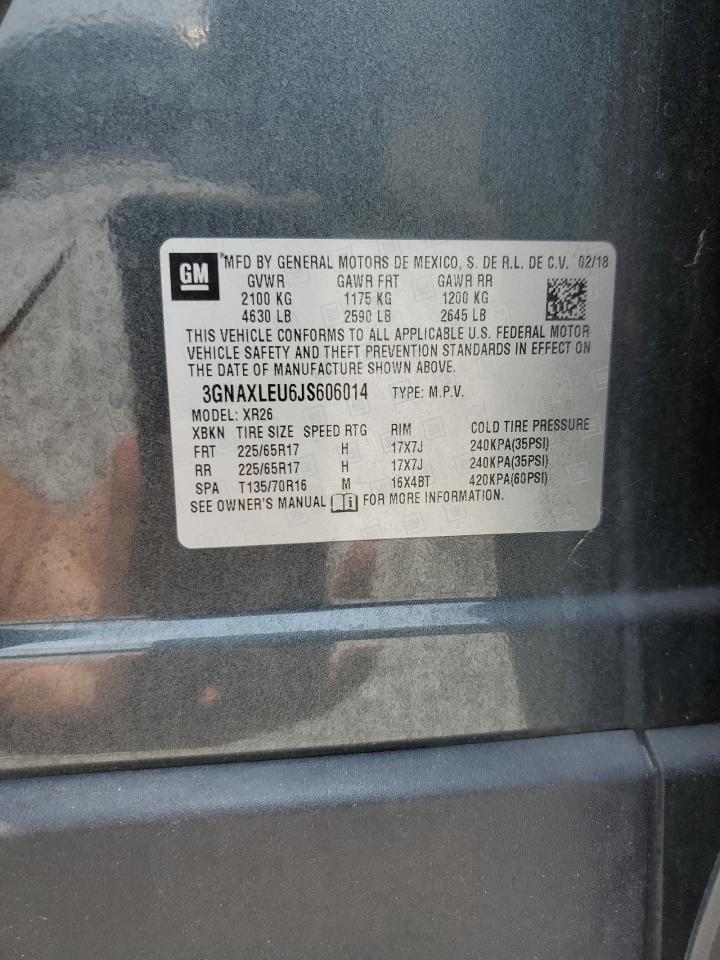 GM MFD BY GENERAL MOTORS DE MEXICO, S. DE R.L. DE C.V. 02/18
GVWR GAWR FRT GAWR RR
2100 KG 1175 KG 1200 KG
4630 LB 2590 LB 2645 LB
THIS VEHICLE CONFORMS TO ALL APPLICABLE U.S. FEDERAL MOTOR
VEHICLE SAFETY AND THEFT PREVENTION STANDARDS IN EFFECT ON
THE DATE OF MANUFACTURE SHOWN ABOVE.
3GNAXLEU6JS606014 TYPE: M.P.V.
MODEL: XR26
XBKN TIRE SIZE SPEED RTG RIM COLD TIRE PRESSURE
FRT 225/65R17 H 17X7J 240KPA(35PSI)
RR 225/65R17 H 17X7J 240KPA(35PSI)
SPA T135/70R16 M 16X4BT 420KPA(60PSI)
SEE OWNER'S MANUAL FOR MORE INFORMATION.